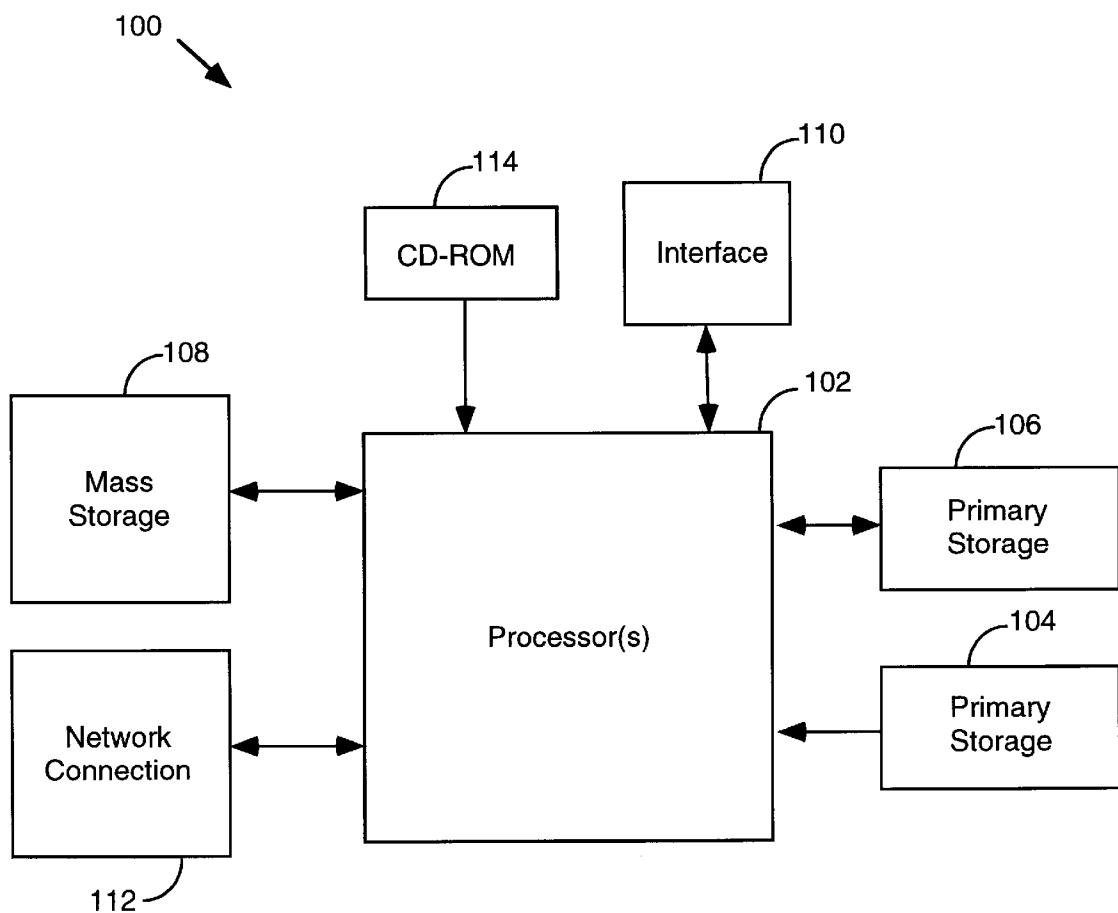 100
110
114
CD-ROM
Interface
108
102
106
Mass
Storage
Primary
Storage
Processor(s)
104
Network
Connection
Primary
Storage
112